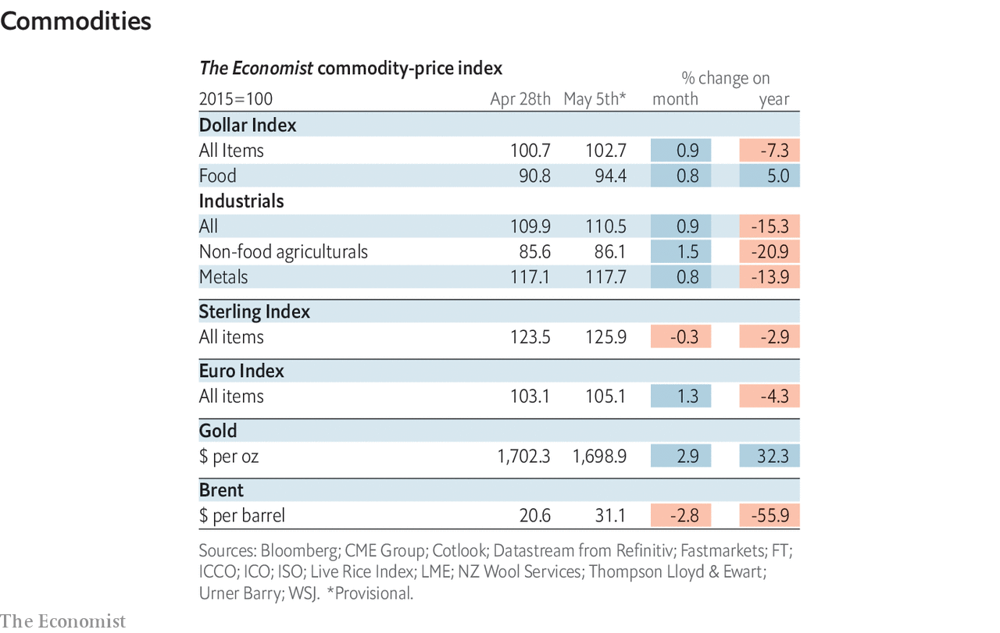 Commodities
The Economist commodity-price index
% change on
2015=100 Apr 28th May 5th* month year
Dollar Index
All Items 100.7 102.7 0.9 -7.3
Food 90.8 94.4 0.8 5.0
Industrials
All 109.9 110.5 0.9 -15.3
Non-food agriculturals 85.6 86.1 1.5 -20.9
Metals 117.1 117.7 0.8 -13.9
Sterling Index
All items 123.5 125.9 -0.3 -2.9
Euro Index
All items 103.1 105.1 1.3 -4.3
Gold
$ per oz 1,702.3 1,698.9 2.9 32.3
Brent
$ per barrel 20.6 31.1 -2.8 -55.9
Sources: Bloomberg; CME Group; Cotlook; Datastream from Refinitiv; Fastmarkets; FT;
ICCO; ICO; ISO; Live Rice Index; LME; NZ Wool Services; Thompson Lloyd & Ewart;
Urner Barry; WSJ. *Provisional.
The Economist